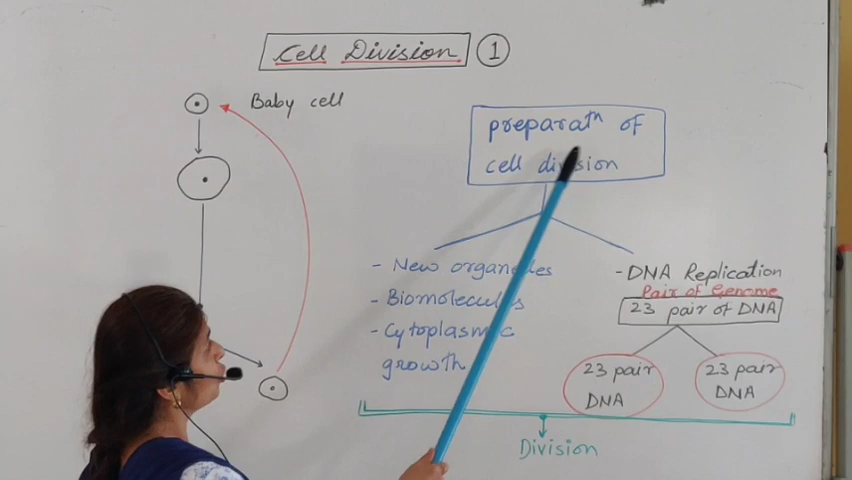 Cell Division 1
Baby cell
preparatn of
cell division
- New organelles
- Biomolecules
- Cytoplasmic
growth
- DNA Replication
Pair of Genome
23 pair of DNA
23 pair
DNA
23 pair
DNA
Division